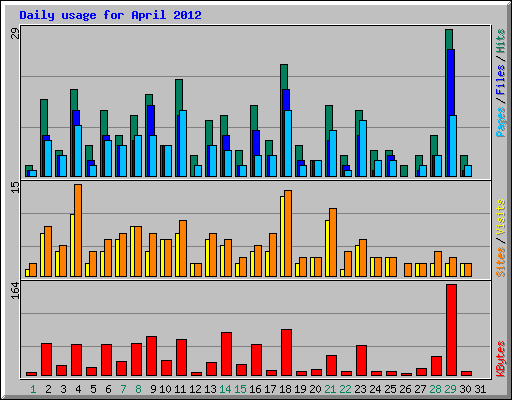 Daily usage for April 2012
29
Pages / Files / Hits
15
Sites / Visits
164
KBytes
1 2 3 4 5 6 7 8 9 10 11 12 13 14 15 16 17 18 19 20 21 22 23 24 25 26 27 28 29 30 31